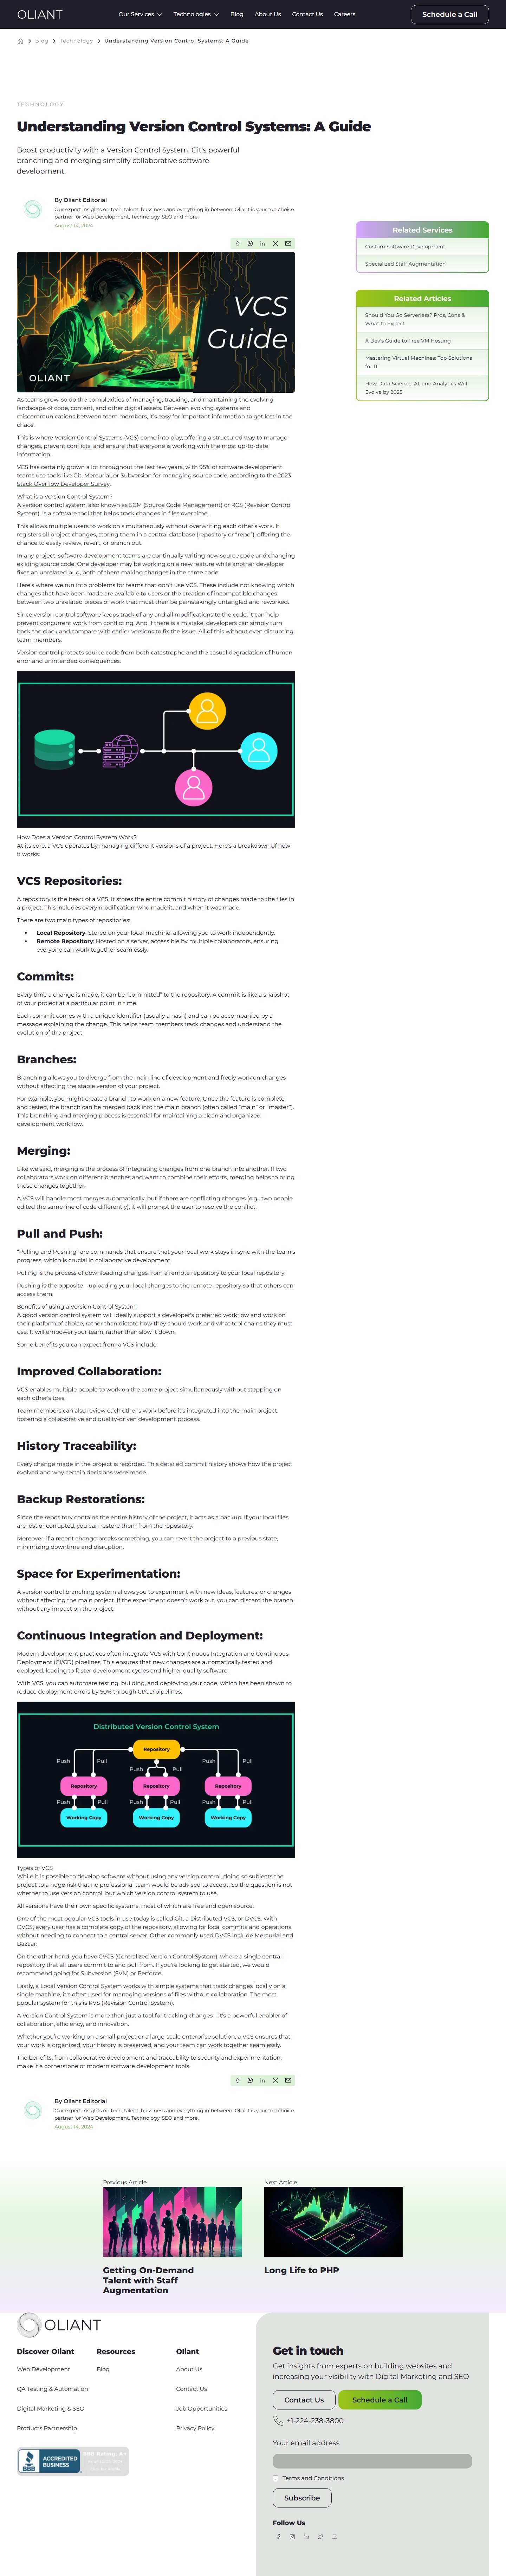 OLIANT
Our Services
Technologies
Blog
About Us
Contact Us
Careers
Schedule a Call
Blog
Technology
Understanding Version Control Systems: A Guide
TECHNOLOGY
Understanding Version Control Systems: A Guide
Boost productivity with a Version Control System: Git's powerful
branching and merging simplify collaborative software
development.
By Oliant Editorial
Our expert insights on tech, talent, bussiness and everything in between. Oliant is your top choice
partner for Web Development, Technology, SEO and more.
August 14, 2024
Related Services
Custom Software Development
Specialized Staff Augmentation
Related Articles
Should You Go Serverless? Pros, Cons &
What to Expect
A Dev's Guide to Free VM Hosting
Mastering Virtual Machines: Top Solutions
for IT
How Data Science, AI, and Analytics Will
Evolve by 2025
VCS
Guide
OLIANT
As teams grow, so do the complexities of managing, tracking, and maintaining the evolving
landscape of code, content, and other digital assets. Between evolving systems and
miscommunications between team members, it's easy for important information to get lost in the
chaos.
This is where Version Control Systems (VCS) come into play, offering a structured way to manage
changes, prevent conflicts, and ensure that everyone is working with the most up-to-date
information.
VCS has certainly grown a lot throughout the last few years, with 95% of software development
teams use tools like Git, Mercurial, or Subversion for managing source code, according to the 2023
Stack Overflow Developer Survey.
What is a Version Control System?
A version control system, also known as SCM (Source Code Management) or RCS (Revision Control
System), is a software tool that helps track changes in files over time.
This allows multiple users to work on simultaneously without overwriting each other's work. It
registers all project changes, storing them in a central database (repository or "repo"), offering the
chance to easily review, revert, or branch out.
In any project, software development teams are continually writing new source code and changing
existing source code. One developer may be working on a new feature while another developer
fixes an unrelated bug, both of them making changes in the same code.
Here's where we run into problems for teams that don't use VCS. These include not knowing which
changes that have been made are available to users or the creation of incompatible changes
between two unrelated pieces of work that must then be painstakingly untangled and reworked.
Since version control software keeps track of any and all modifications to the code, it can help
prevent concurrent work from conflicting. And if there is a mistake; developers can simply turn
back the clock and compare with earlier versions to fix the issue. All of this without even disrupting
team members.
Version control protects source code from both catastrophe and the casual degradation of human
error and unintended consequences.
How Does a Version Control System Work?
At its core, a VCS operates by managing different versions of a project. Here's a breakdown of how
it works:
VCS Repositories:
A repository is the heart of a VCS. It stores the entire commit history of changes made to the files in
a project. This includes every modification, who made it, and when it was made.
There are two main types of repositories:
• Local Repository: Stored on your local machine, allowing you to work independently.
• Remote Repository: Hosted on a server, accessible by multiple collaborators, ensuring
everyone can work together seamlessly.
Commits:
Every time a change is made, it can be "committed" to the repository. A commit is like a snapshot
of your project at a particular point in time.
Each commit comes with a unique identifier (usually a hash) and can be accompanied by a
message explaining the change. This helps team members track changes and understand the
evolution of the project.
Branches:
Branching allows you to diverge from the main line of development and freely work on changes
without affecting the stable version of your project.
For example, you might create a branch to work on a new feature. Once the feature is complete
and tested, the branch can be merged back into the main branch (often called "main" or "master").
This branching and merging process is essential for maintaining a clean and organized
development workflow.
Merging:
Like we said, merging is the process of integrating changes from one branch into another. If two
collaborators work on different branches and want to combine their efforts, merging helps to bring
those changes together.
A VCS will handle most merges automatically, but if there are conflicting changes (e.g., two people
edited the same line of code differently), it will prompt the user to resolve the conflict.
Pull and Push:
"Pulling and Pushing" are commands that ensure that your local work stays in sync with the team's
progress, which is crucial in collaborative development.
Pulling is the process of downloading changes from a remote repository to your local repository.
Pushing is the opposite—uploading your local changes to the remote repository so that others can
access them.
Benefits of using a Version Control System
A good version control system will ideally support a developer's preferred workflow and work on
their platform of choice, rather than dictate how they should work and what tool chains they must
use. It will empower your team, rather than slow it down.
Some benefits you can expect from a VCS include:
Improved Collaboration:
VCS enables multiple people to work on the same project simultaneously without stepping on
each other's toes.
Team members can also review each other's work before it's integrated into the main project,
fostering a collaborative and quality-driven development process.
History Traceability:
Every change made in the project is recorded. This detailed commit history shows how the project
evolved and why certain decisions were made.
Backup Restorations:
Since the repository contains the entire history of the project, it acts as a backup. If your local files
are lost or corrupted, you can restore them from the repository.
Moreover, if a recent change breaks something, you can revert the project to a previous state,
minimizing downtime and disruption.
Space for Experimentation:
A version control branching system allows you to experiment with new ideas, features, or changes
without affecting the main project. If the experiment doesn't work out, you can discard the branch
without any impact on the project.
Continuous Integration and Deployment:
Modern development practices often integrate VCS with Continuous Integration and Continuous
Deployment (CI/CD) pipelines. This ensures that new changes are automatically tested and
deployed, leading to faster development cycles and higher quality software.
With VCS, you can automate testing, building, and deploying your code, which has been shown to
reduce deployment errors by 50% through CI/CD pipelines.
Distributed Version Control System
Repository
Push Pull Push Pull Push Pull
Repository Repository Repository
Push Pull Push Pull Push Pull
Working Copy Working Copy Working Copy
Types of VCS
While it is possible to develop software without using any version control, doing so subjects the
project to a huge risk that no professional team would be advised to accept. So the question is not
whether to use version control, but which version control system to use.
All versions have their own specific systems, most of which are free and open source.
One of the most popular VCS tools in use today is called Git, a Distributed VCS, or DVCS. With
DVCS, every user has a complete copy of the repository, allowing for local commits and operations
without needing to connect to a central server. Other commonly used DVCS include Mercurial and
Bazaar.
On the other hand, you have CVCS (Centralized Version Control System), where a single central
repository that all users commit to and pull from. If you're looking to get started, we would
recommend going for Subversion (SVN) or Perforce.
Lastly, a Local Version Control System works with simple systems that track changes locally on a
single machine, it's often used for managing versions of files without collaboration. The most
popular system for this is RVS (Revision Control System).
A Version Control System is more than just a tool for tracking changes—it's a powerful enabler of
collaboration, efficiency, and innovation.
Whether you're working on a small project or a large-scale enterprise solution, a VCS ensures that
your work is organized, your history is preserved, and your team can work together seamlessly.
The benefits, from collaborative development and traceability to security and experimentation,
make it a cornerstone of modern software development tools.
By Oliant Editorial
Our expert insights on tech, talent, bussiness and everything in between. Oliant is your top choice
partner for Web Development, Technology, SEO and more.
August 14, 2024
Previous Article
Getting On-Demand
Talent with Staff
Augmentation
Next Article
Long Life to PHP
OLIANT
Discover Oliant
Web Development
QA Testing & Automation
Digital Marketing & SEO
Products Partnership
Resources
Blog
Oliant
About Us
Contact Us
Job Opportunities
Privacy Policy
BBB
ACCREDITED
BUSINESS
BBB Rating: A+
Get in touch
Get insights from experts on building websites and
increasing your visibility with Digital Marketing and SEO
Contact Us
Schedule a Call
+1-224-238-3800
Your email address
Terms and Conditions
Subscribe
Follow Us